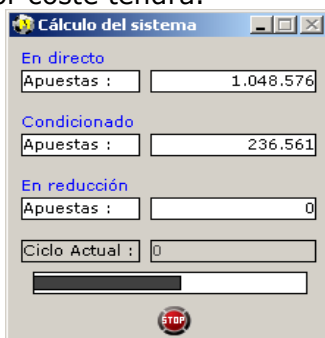 Cálculo del sistema
En directo
Apuestas : 1.048.576
Condicionado
Apuestas : 236.561
En reducción
Apuestas : 0
Ciclo Actual : 0
STOP